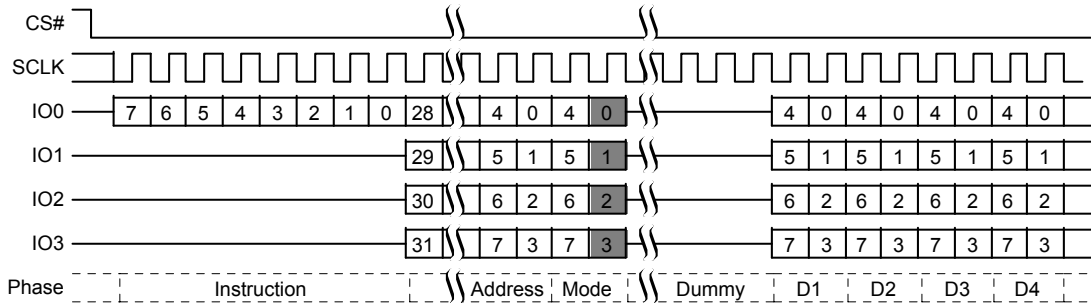 CS#
SCLK
IO0 7 6 5 4 3 2 1 0 28 4 0 4 0 4 0 4 0 4 0 4 0
IO1 29 5 1 5 1 5 1 5 1 5 1 5 1
IO2 30 6 2 6 2 6 2 6 2 6 2 6 2
IO3 31 7 3 7 3 7 3 7 3 7 3 7 3
Phase Instruction Address Mode Dummy D1 D2 D3 D4